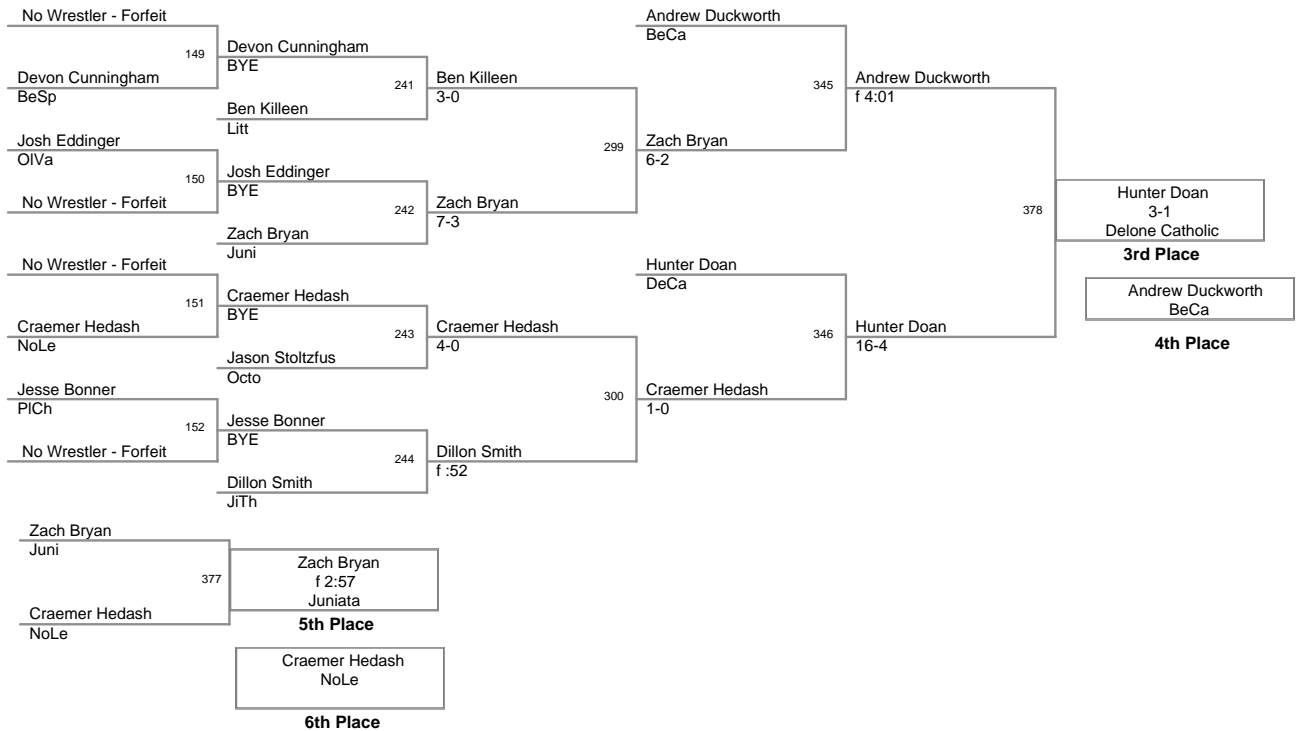 No Wrestler - Forfeit
149
Devon Cunningham
BeSp
Josh Eddinger
OlVa
150
No Wrestler - Forfeit
No Wrestler - Forfeit
151
Craemer Hedash
NoLe
Jesse Bonner
PlCh
152
No Wrestler - Forfeit
Devon Cunningham
BYE
241
Ben Killeen
Litt
Josh Eddinger
BYE
242
Zach Bryan
Juni
Craemer Hedash
BYE
243
Jason Stoltzfus
Octo
Jesse Bonner
BYE
244
Dillon Smith
JiTh
Ben Killeen
3-0
299
Zach Bryan
7-3
Craemer Hedash
4-0
300
Dillon Smith
f :52
Andrew Duckworth
BeCa
345
Zach Bryan
6-2
Hunter Doan
DeCa
346
Craemer Hedash
1-0
Andrew Duckworth
f 4:01
378
Hunter Doan
16-4
Hunter Doan
3-1
Delone Catholic
3rd Place
Andrew Duckworth
BeCa
4th Place
Zach Bryan
Juni
377
Craemer Hedash
NoLe
Zach Bryan
f 2:57
Juniata
5th Place
Craemer Hedash
NoLe
6th Place